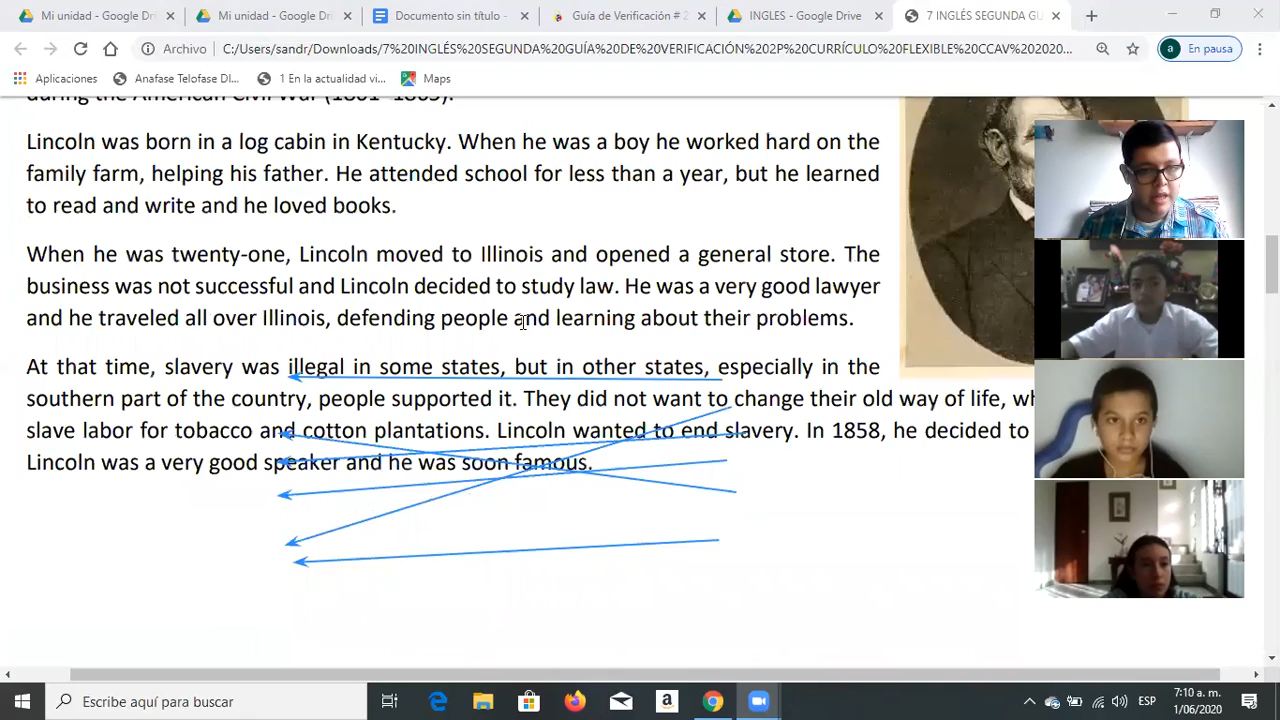 Mi unidad - Google Dri
Mi unidad - Google Dri
Documento sin título -
Guía de Verificación # 2
INGLES - Google Drive
7 INGLÉS SEGUNDA GU
Archivo
C:/Users/sandr/Downloads/7%20INGLÉS%20SEGUNDA%20GUÍA%20DE%20VERIFICACIÓN%202P%20CURRÍCULO%20FLEXIBLE%20CCAV%202020...
a En pausa
Aplicaciones
Anafase Telofase DI...
1 En la actualidad vi...
Maps
during the American Civil War (1861–1865).
Lincoln was born in a log cabin in Kentucky. When he was a boy he worked hard on the
family farm, helping his father. He attended school for less than a year, but he learned
to read and write and he loved books.
When he was twenty-one, Lincoln moved to Illinois and opened a general store. The
business was not successful and Lincoln decided to study law. He was a very good lawyer
and he traveled all over Illinois, defending people and learning about their problems.
At that time, slavery was illegal in some states, but in other states, especially in the
southern part of the country, people supported it. They did not want to change their old way of life, wh
slave labor for tobacco and cotton plantations. Lincoln wanted to end slavery. In 1858, he decided to
Lincoln was a very good speaker and he was soon famous.
Escribe aquí para buscar
ESP
7:10 a. m.
1/06/2020